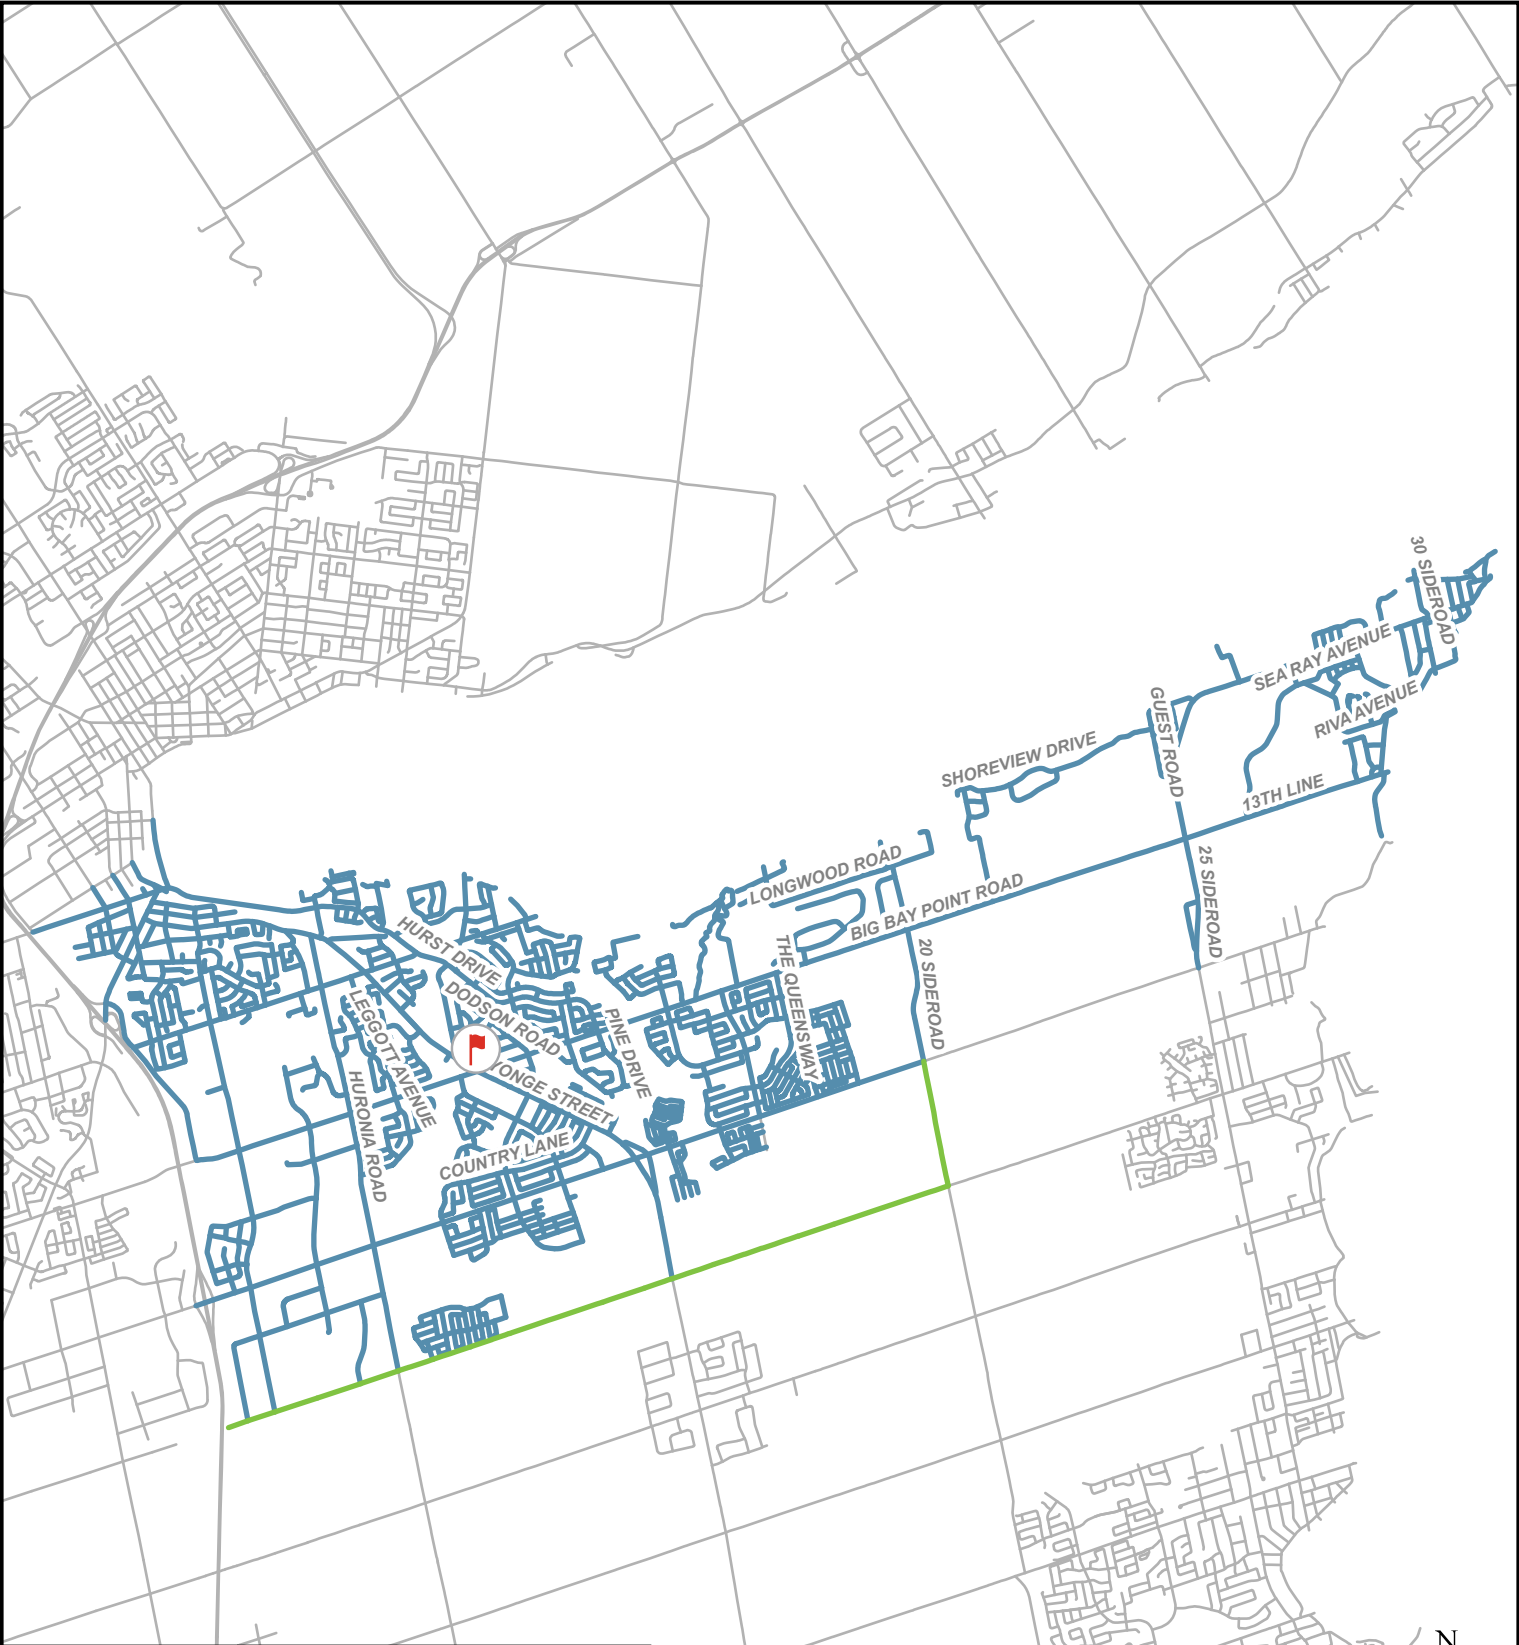 30 SIDEROAD
SEA RAY AVENUE
RIVA AVENUE
GUEST ROAD
SHOREVIEW DRIVE
13TH LINE
LONGWOOD ROAD
25 SIDEROAD
BIG BAY POINT ROAD
HURST DRIVE
THE QUEENSWAY
20 SIDEROAD
DODSON ROAD
LEGGOTT AVENUE
PINE DRIVE
YONGE STREET
HURONIA ROAD
COUNTRY LANE
N